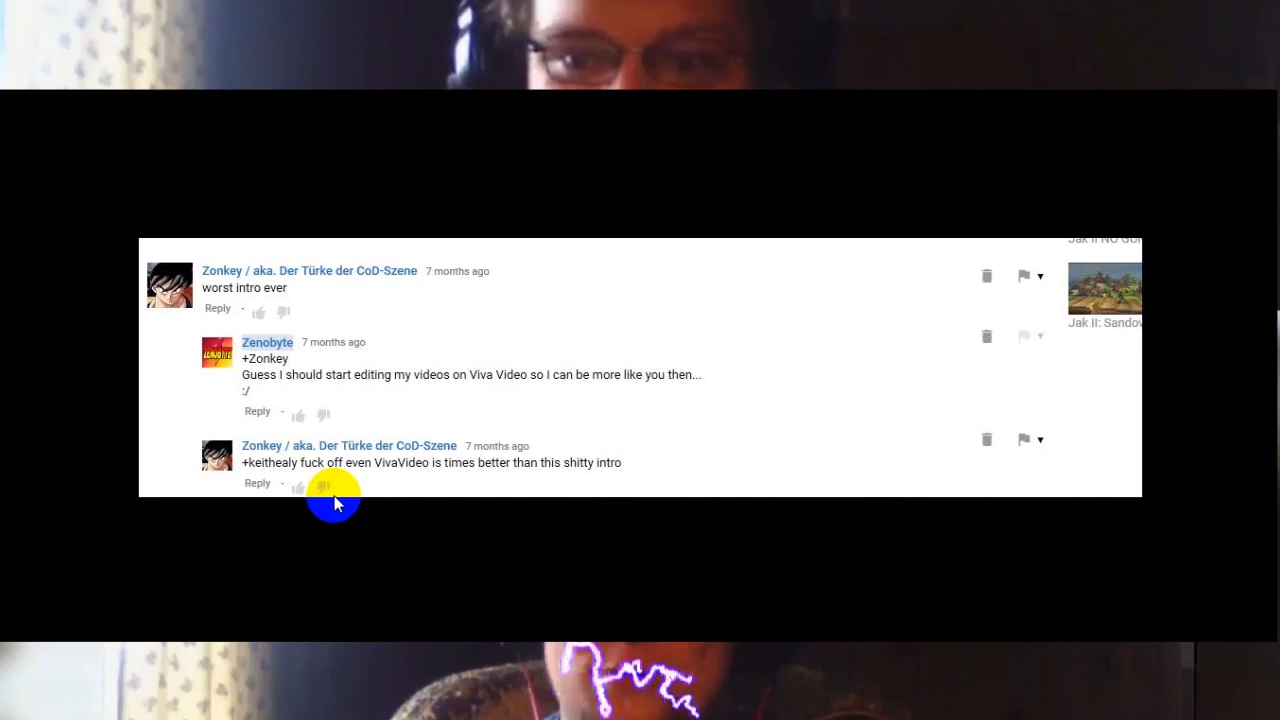 Jak II NO
Zonkey / aka. Der Türke der CoD-Szene 7 months ago
worst intro ever
Reply
Jak II:
Zenobyte 7 months ago
+Zonkey
Guess I should start editing my videos on Viva Video so I can be more like you then...
:/
Reply
Zonkey / aka. Der Türke der CoD-Szene 7 months ago
+keithealy fuck off even VivaVideo is times better than this shitty intro
Reply